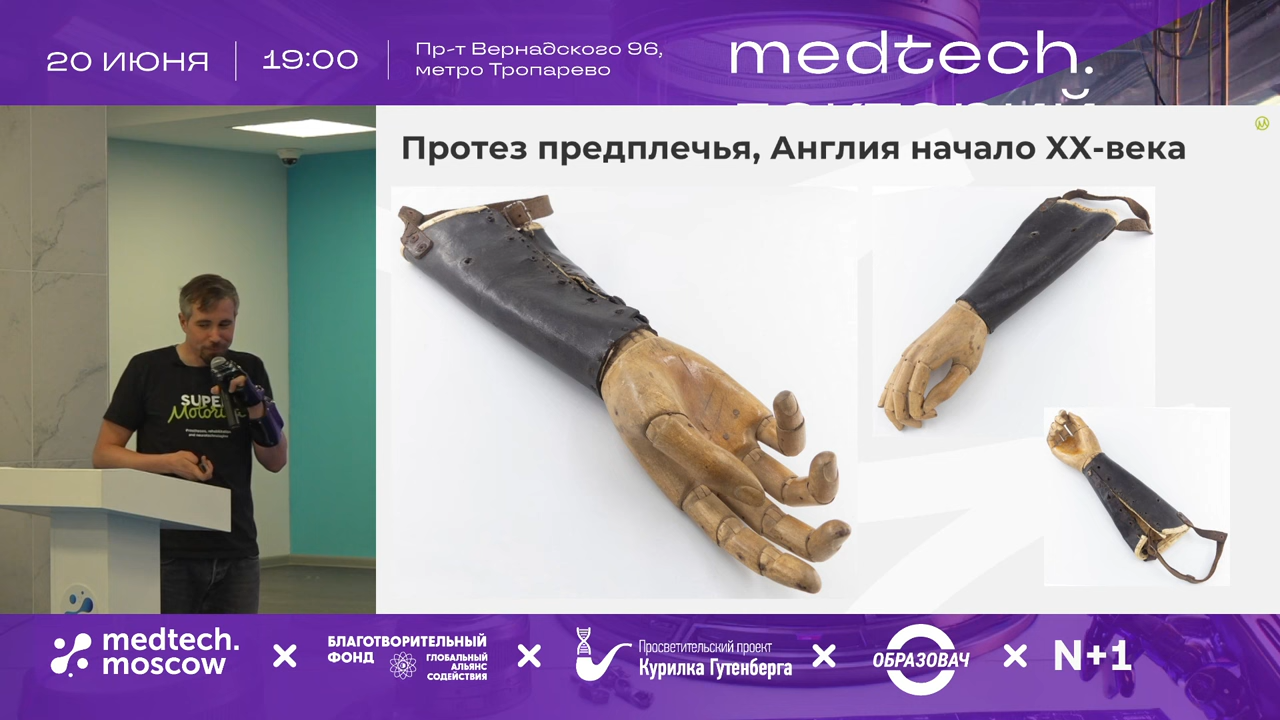 20 ИЮНЯ
19:00
Пр-т Вернадского 96,
метро Тропарево
medtech.
Протез предплечья, Англия начало XX-века
SUPER
Motorica
medtech.
moscow
БЛАГОТВОРИТЕЛЬНЫЙ
ФОНД
ГЛОБАЛЬНЫЙ
АЛЬЯНС
СОДЕЙСТВИЯ
Просветительский проект
Курилка Гутенберга
ОБРАЗОВАЧ
N+1